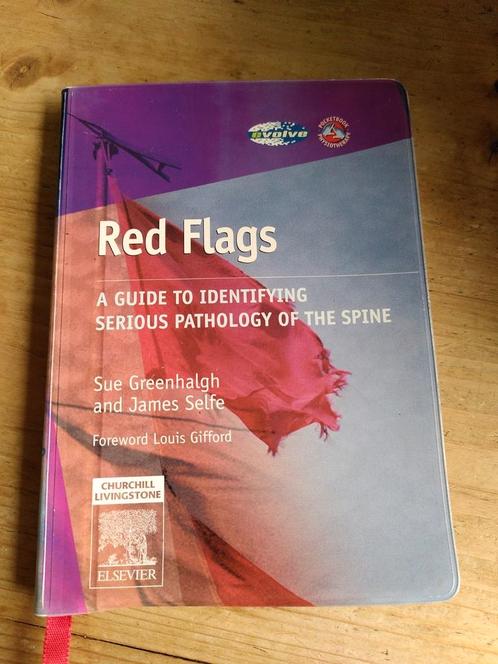 evolve
POCKETBOOK
PHYSIOTHERAPY
Red Flags
A GUIDE TO IDENTIFYING
SERIOUS PATHOLOGY OF THE SPINE
Sue Greenhalgh
and James Selfe
Foreword Louis Gifford
CHURCHILL
LIVINGSTONE
ELSEVIER